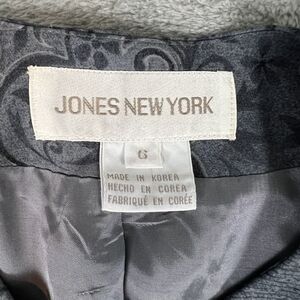 JONES NEW YORK
6
MADE IN KOREA
HECHO EN COREA
FABRIQUÉ EN CORÉE